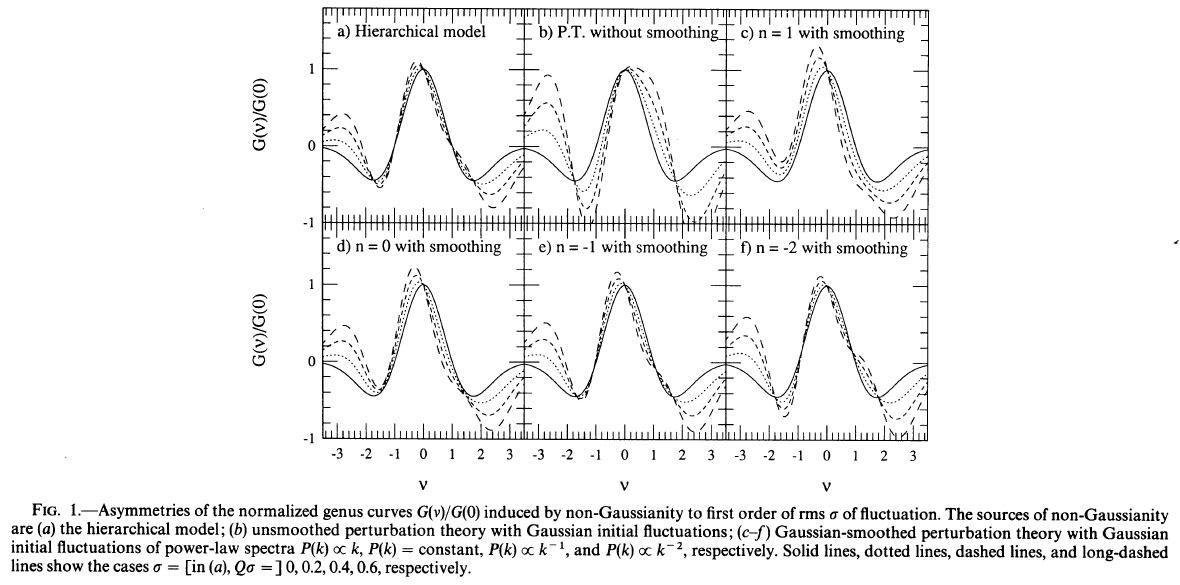 a) Hierarchical model
b) P.T. without smoothing
c) n = 1 with smoothing
G(ν)/G(0)
1
0
-1
d) n = 0 with smoothing
e) n = -1 with smoothing
f) n = -2 with smoothing
G(ν)/G(0)
1
0
-1
-3 -2 -1 0 1 2 3
-3 -2 -1 0 1 2 3
-3 -2 -1 0 1 2 3
ν
ν
ν
FIG. 1.—Asymmetries of the normalized genus curves G(ν)/G(0) induced by non-Gaussianity to first order of rms σ of fluctuation. The sources of non-Gaussianity
are (a) the hierarchical model; (b) unsmoothed perturbation theory with Gaussian initial fluctuations; (c–f) Gaussian-smoothed perturbation theory with Gaussian
initial fluctuations of power-law spectra P(k) ∝ k, P(k) = constant, P(k) ∝ k⁻¹, and P(k) ∝ k⁻², respectively. Solid lines, dotted lines, dashed lines, and long-dashed
lines show the cases σ = [in (a), Qσ = ] 0, 0.2, 0.4, 0.6, respectively.